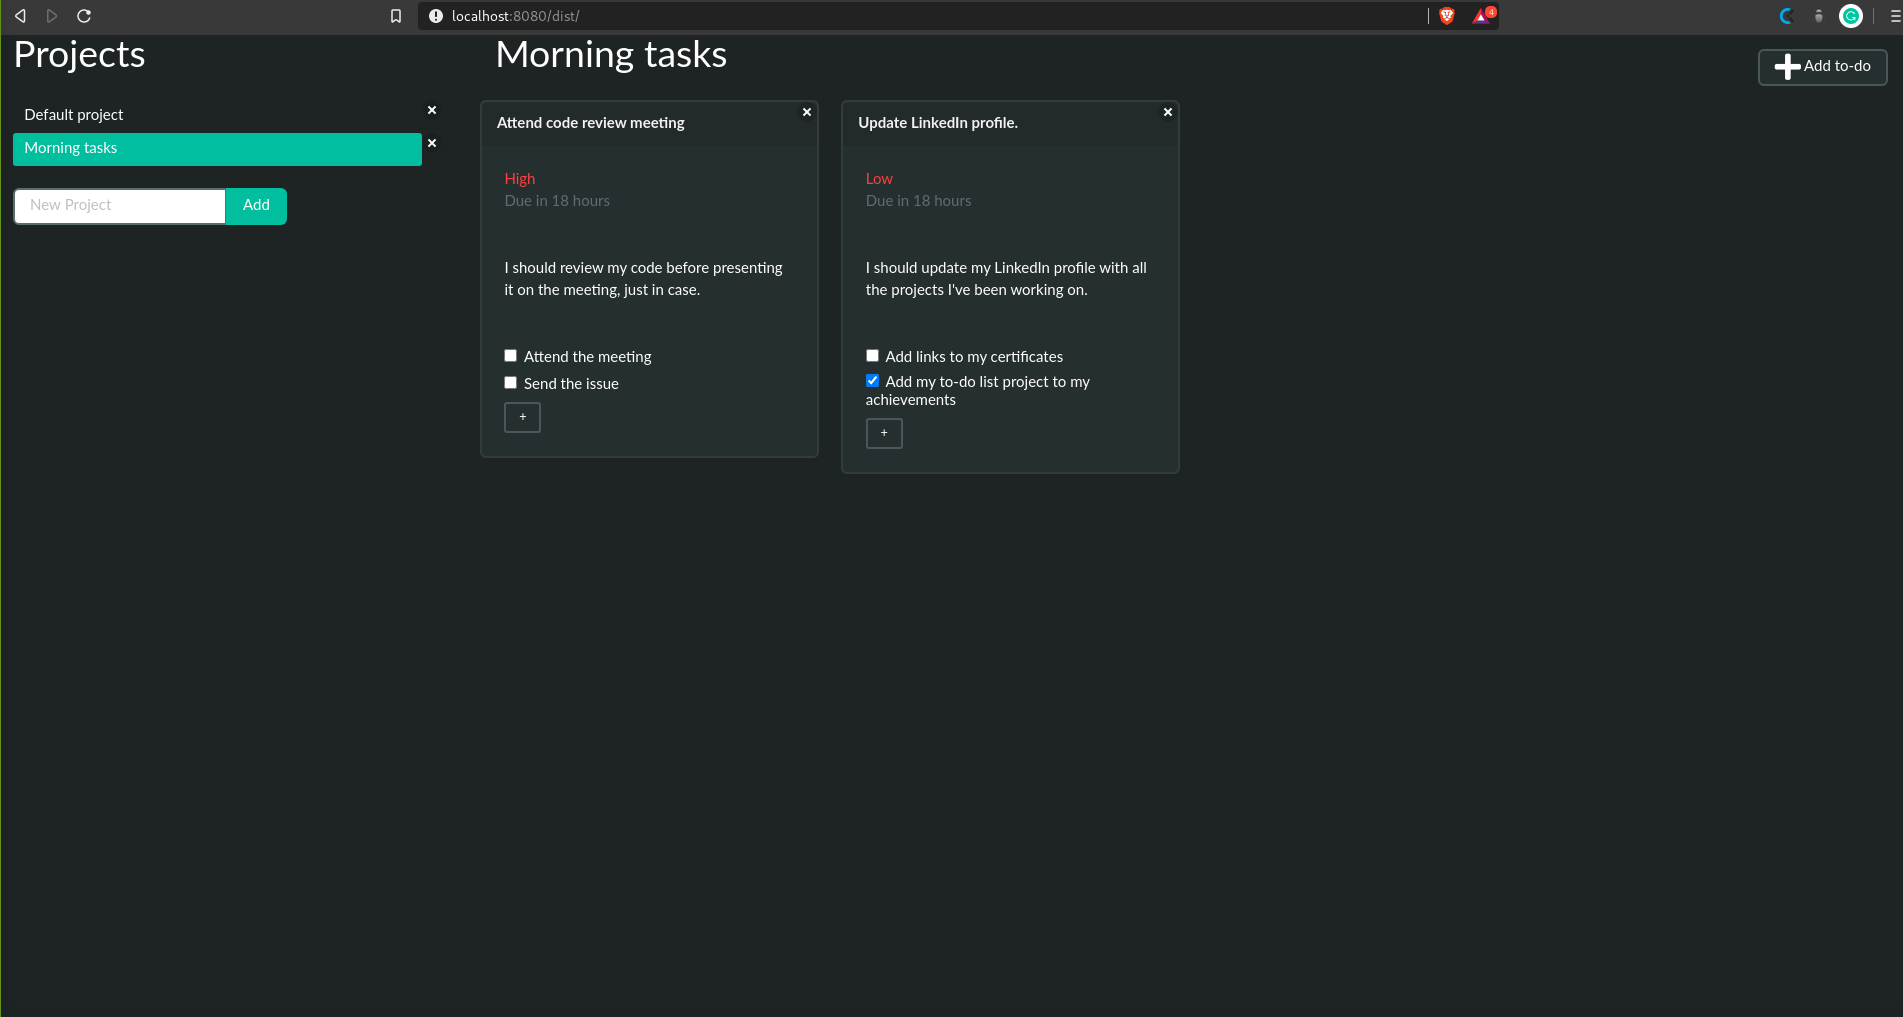 localhost:8080/dist/
4
Projects
Default project
Morning tasks
New Project
Add
Morning tasks
Add to-do
Attend code review meeting
High
Due in 18 hours
I should review my code before presenting
it on the meeting, just in case.
Attend the meeting
Send the issue
+
Update LinkedIn profile.
Low
Due in 18 hours
I should update my LinkedIn profile with all
the projects I've been working on.
Add links to my certificates
Add my to-do list project to my
achievements
+